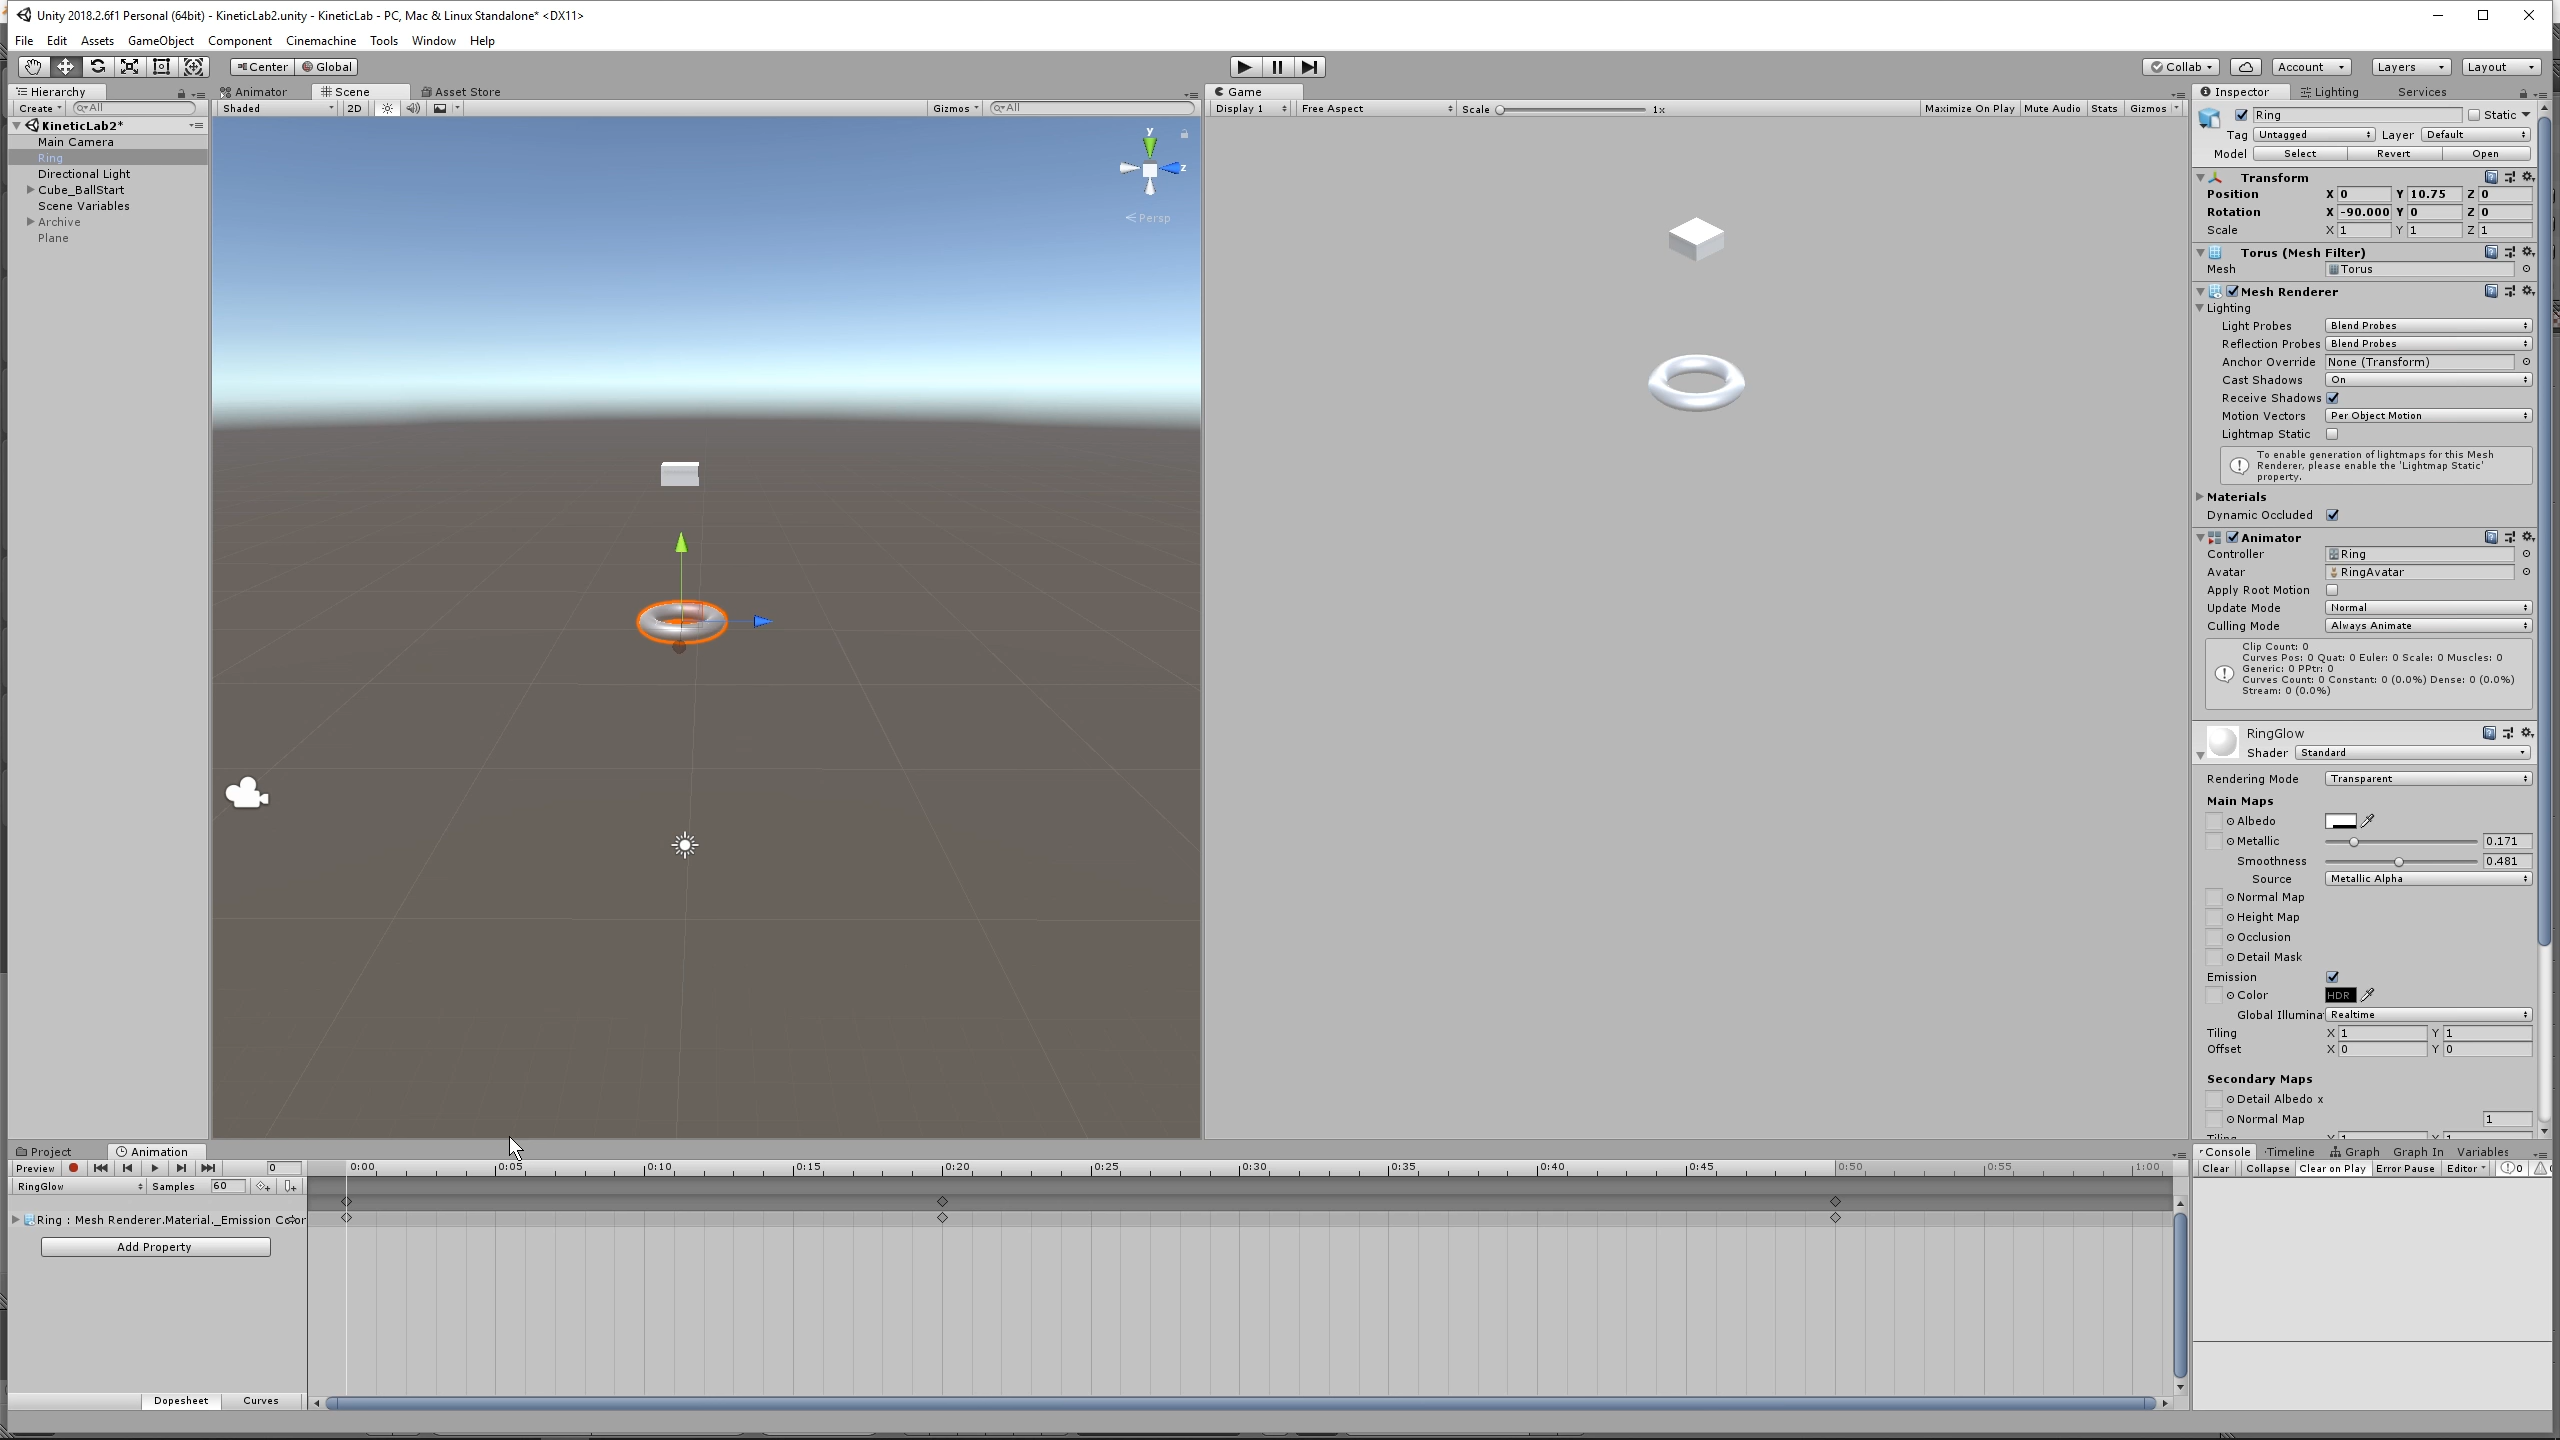 Unity 2018.2.6f1 Personal (64bit) - KineticLab2.unity - KineticLab - PC, Mac & Linux Standalone* <DX11>
File Edit Assets GameObject Component Cinemachine Tools Window Help
Center Global Collab Account Layers Layout
Hierarchy
Create All
KineticLab2*
Main Camera
Ring
Directional Light
Cube_BallStart
Scene Variables
Archive
Plane
Animator Scene Asset Store
Shaded 2D Gizmos All
y
z
Persp
Game
Display 1 Free Aspect Scale 1x Maximize On Play Mute Audio Stats Gizmos
Inspector Lighting Services
Ring Static
Tag Untagged Layer Default
Model Select Revert Open
Transform
Position X 0 Y 10.75 Z 0
Rotation X -90.000 Y 0 Z 0
Scale X 1 Y 1 Z 1
Torus (Mesh Filter)
Mesh Torus
Mesh Renderer
Lighting
Light Probes Blend Probes
Reflection Probes Blend Probes
Anchor Override None (Transform)
Cast Shadows On
Receive Shadows
Motion Vectors Per Object Motion
Lightmap Static
To enable generation of lightmaps for this Mesh
Renderer, please enable the 'Lightmap Static'
property.
Materials
Dynamic Occluded
Animator
Controller Ring
Avatar RingAvatar
Apply Root Motion
Update Mode Normal
Culling Mode Always Animate
Clip Count: 0
Curves Pos: 0 Quat: 0 Euler: 0 Scale: 0 Muscles: 0
Generic: 0 PPtr: 0
Curves Count: 0 Constant: 0 (0.0%) Dense: 0 (0.0%)
Stream: 0 (0.0%)
RingGlow
Shader Standard
Rendering Mode Transparent
Main Maps
Albedo
Metallic 0.171
Smoothness 0.481
Source Metallic Alpha
Normal Map
Height Map
Occlusion
Detail Mask
Emission
Color HDR
Global Illumina Realtime
Tiling X 1 Y 1
Offset X 0 Y 0
Secondary Maps
Detail Albedo x
Normal Map 1
Project Animation
Preview 0 0:00 0:05 0:10 0:15 0:20 0:25 0:30 0:35 0:40 0:45 0:50 0:55 1:00
RingGlow Samples 60
Ring : Mesh Renderer.Material._Emission Color
Add Property
Dopesheet Curves
Console Timeline Graph Graph In Variables
Clear Collapse Clear on Play Error Pause Editor 0